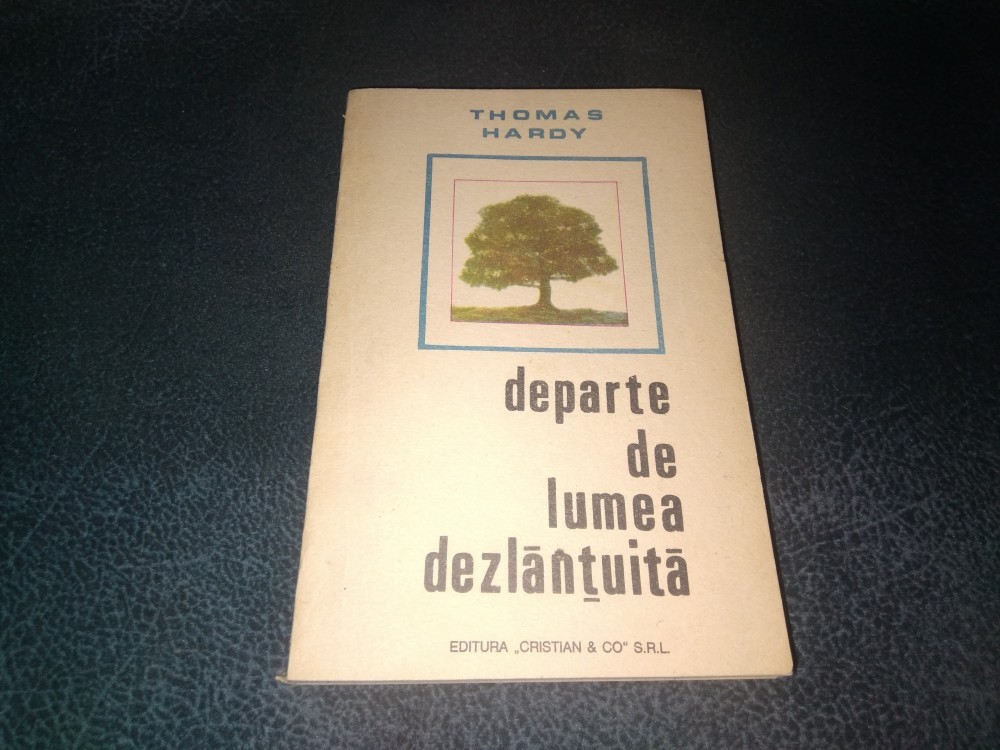 THOMAS
HARDY
departe
de
lumea
dezlănţuită
EDITURA „CRISTIAN & CO" S.R.L.